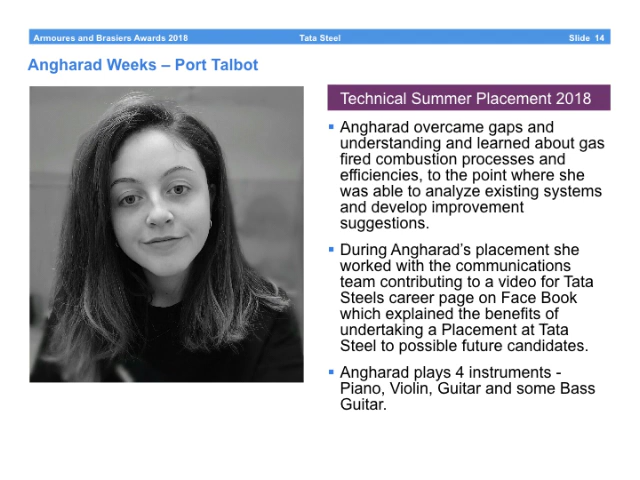 Armoures and Brasiers Awards 2018 Tata Steel Slide 14
Angharad Weeks – Port Talbot
Technical Summer Placement 2018
▪ Angharad overcame gaps and
understanding and learned about gas
fired combustion processes and
efficiencies, to the point where she
was able to analyze existing systems
and develop improvement
suggestions.
▪ During Angharad’s placement she
worked with the communications
team contributing to a video for Tata
Steels career page on Face Book
which explained the benefits of
undertaking a Placement at Tata
Steel to possible future candidates.
▪ Angharad plays 4 instruments -
Piano, Violin, Guitar and some Bass
Guitar.